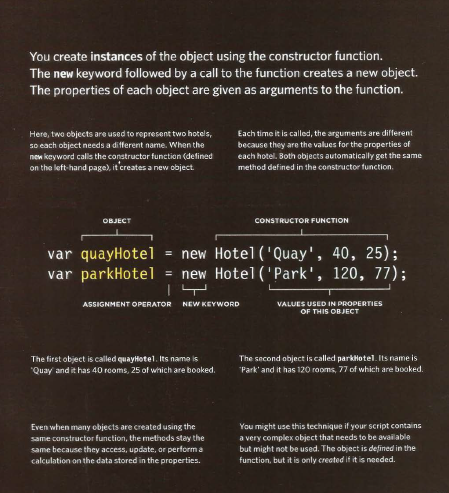 You create instances of the object using the constructor function.
The new keyword followed by a call to the function creates a new object.
The properties of each object are given as arguments to the function.
Here, two objects are used to represent two hotels,
so each object needs a different name. When the
new keyword calls the constructor function (defined
on the left-hand page), it creates a new object.
Each time it is called, the arguments are different
because they are the values for the properties of
each hotel. Both objects automatically get the same
method defined in the constructor function.
OBJECT
CONSTRUCTOR FUNCTION
var quayHotel = new Hotel('Quay', 40, 25);
var parkHotel = new Hotel('Park', 120, 77);
ASSIGNMENT OPERATOR
NEW KEYWORD
VALUES USED IN PROPERTIES
OF THIS OBJECT
The first object is called quayHotel. Its name is
'Quay' and it has 40 rooms, 25 of which are booked.
The second object is called parkHotel. Its name is
'Park' and it has 120 rooms, 77 of which are booked.
Even when many objects are created using the
same constructor function, the methods stay the
same because they access, update, or perform a
calculation on the data stored in the properties.
You might use this technique if your script contains
a very complex object that needs to be available
but might not be used. The object is defined in the
function, but it is only created if it is needed.